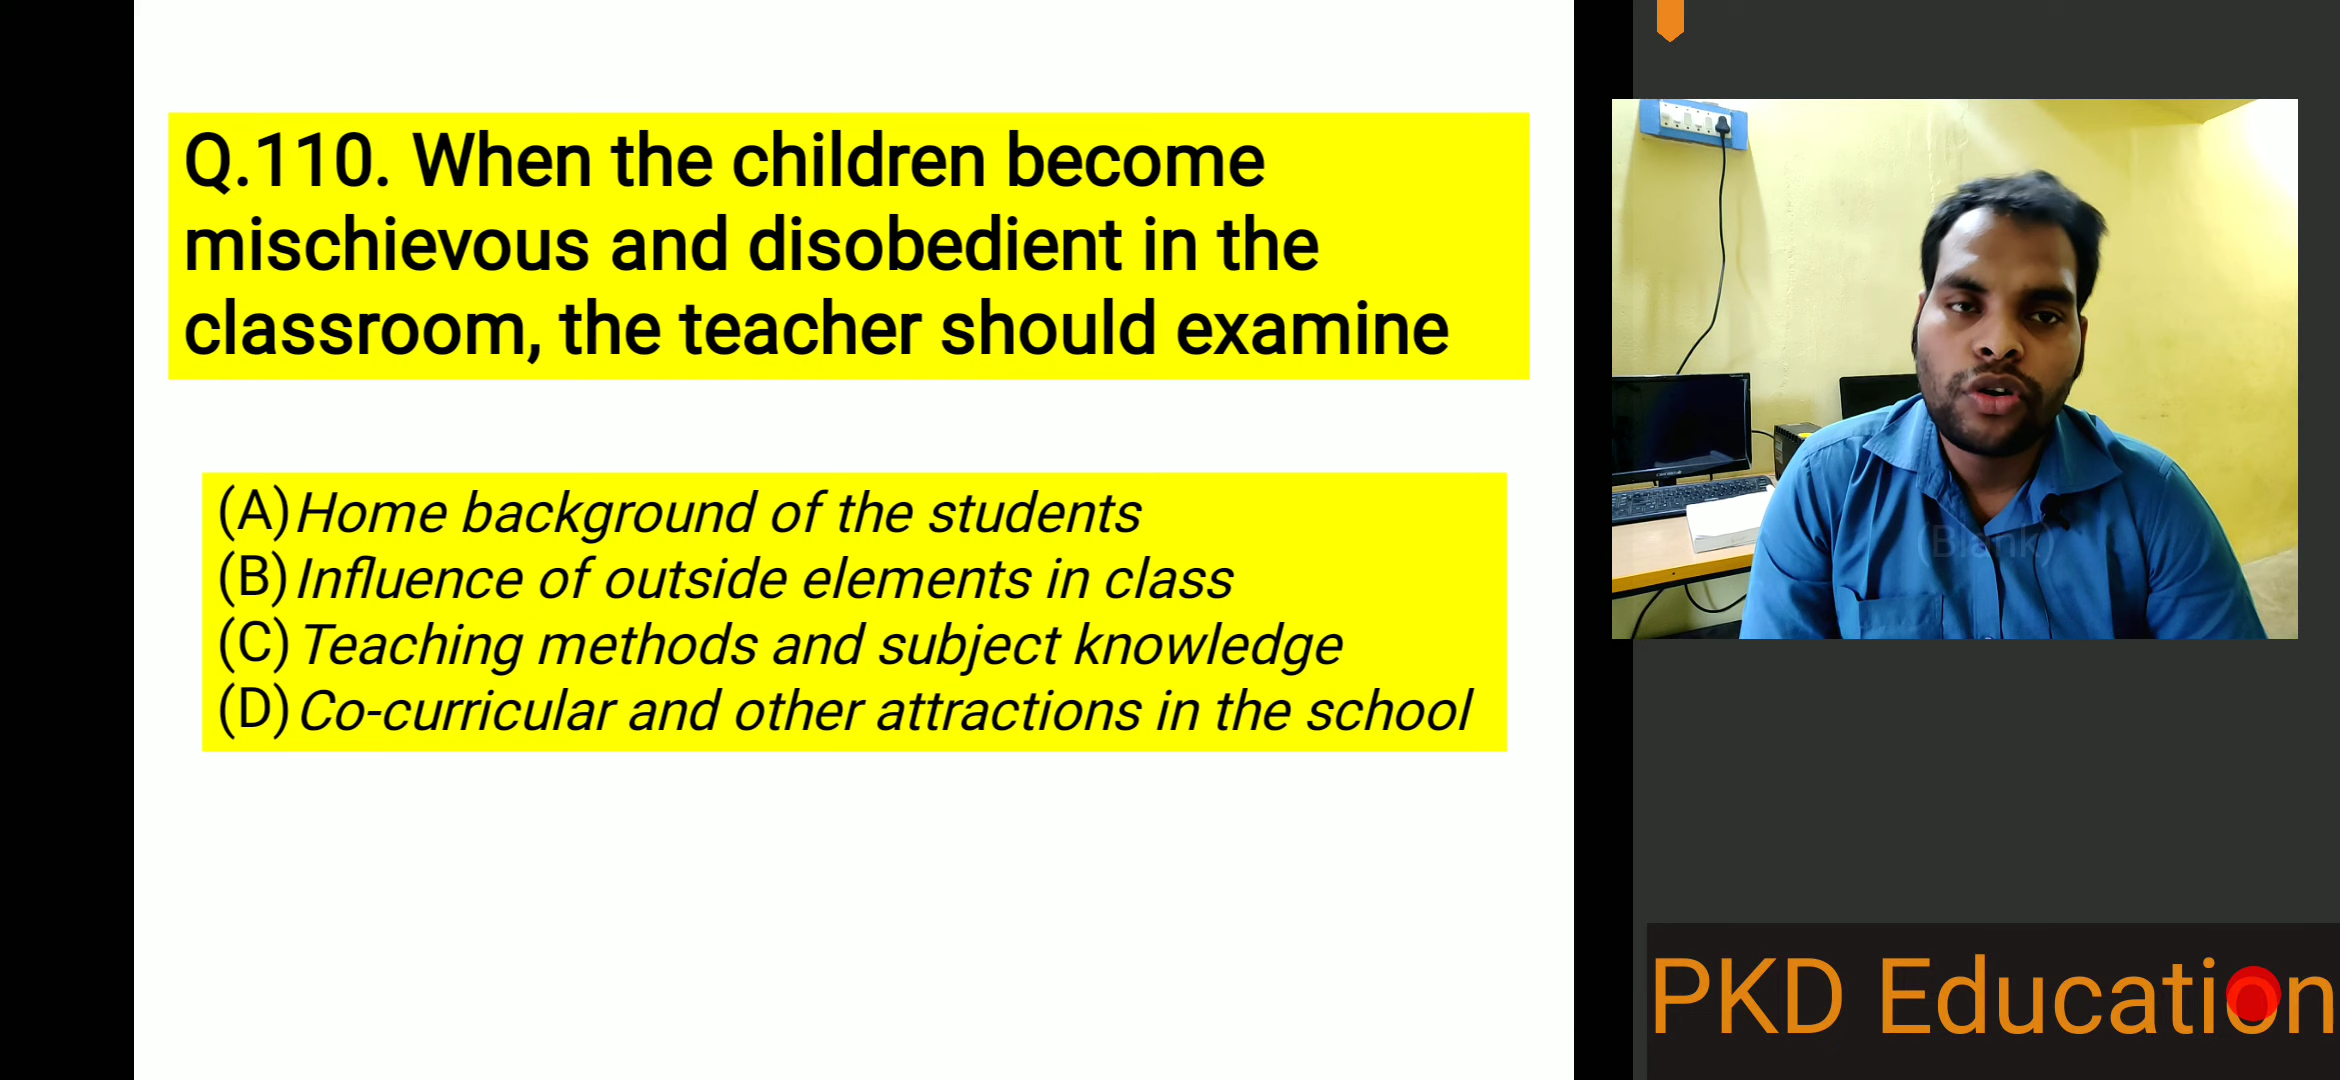 Q.110. When the children become
mischievous and disobedient in the
classroom, the teacher should examine
(A) Home background of the students
(B) Influence of outside elements in class
(C) Teaching methods and subject knowledge
(D) Co-curricular and other attractions in the school
(Blank)
PKD Education